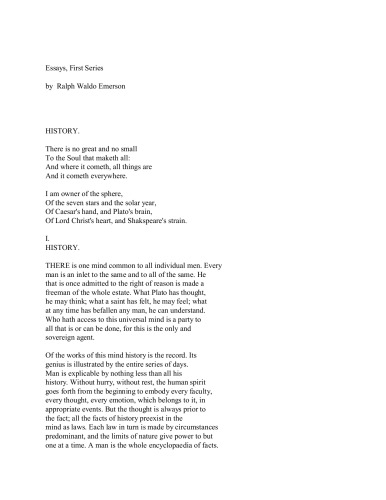 Essays, First Series
by  Ralph Waldo Emerson
HISTORY.
There is no great and no small
To the Soul that maketh all:
And where it cometh, all things are
And it cometh everywhere.
I am owner of the sphere,
Of the seven stars and the solar year,
Of Caesar's hand, and Plato's brain,
Of Lord Christ's heart, and Shakspeare's strain.
I.
HISTORY.
THERE is one mind common to all individual men. Every
man is an inlet to the same and to all of the same. He
that is once admitted to the right of reason is made a
freeman of the whole estate. What Plato has thought,
he may think; what a saint has felt, he may feel; what
at any time has befallen any man, he can understand.
Who hath access to this universal mind is a party to
all that is or can be done, for this is the only and
sovereign agent.
Of the works of this mind history is the record. Its
genius is illustrated by the entire series of days.
Man is explicable by nothing less than all his
history. Without hurry, without rest, the human spirit
goes forth from the beginning to embody every faculty,
every thought, every emotion, which belongs to it, in
appropriate events. But the thought is always prior to
the fact; all the facts of history preexist in the
mind as laws. Each law in turn is made by circumstances
predominant, and the limits of nature give power to but
one at a time. A man is the whole encyclopaedia of facts.